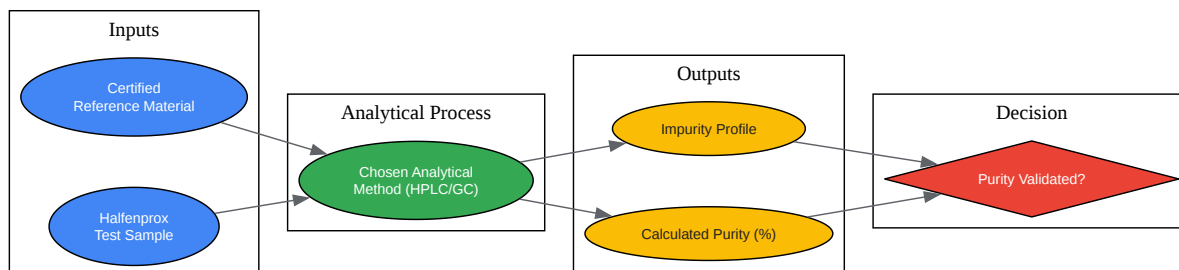 Inputs
Certified
Reference Material
Halfenprox
Test Sample
Analytical Process
Chosen Analytical
Method (HPLC/GC)
Outputs
Impurity Profile
Calculated Purity (%)
Decision
Purity Validated?